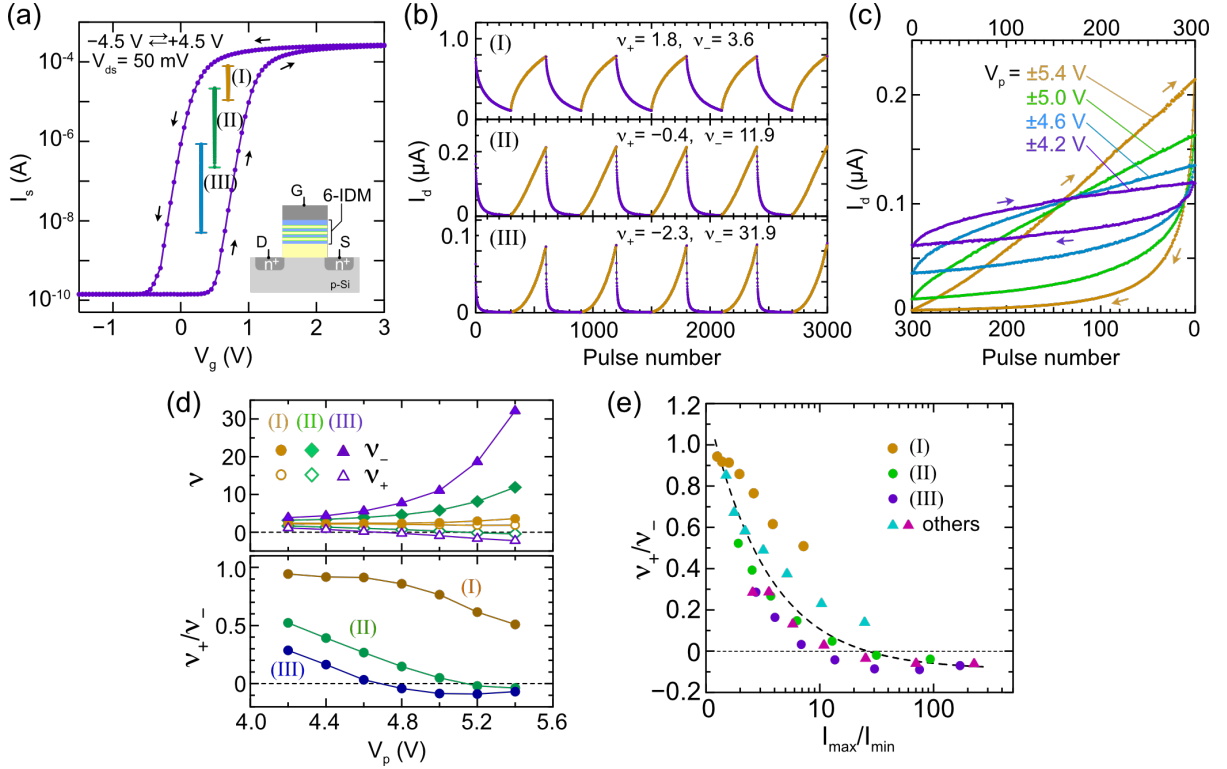 (a)
−4.5 V ⇄ +4.5 V
V_ds = 50 mV
(I)
(II)
(III)
10⁻⁴
10⁻⁶
10⁻⁸
10⁻¹⁰
I_s (A)
−1
0
1
2
3
V_g (V)
G
6-IDM
D
S
n⁺
n⁺
p-Si
(b)
(I)
ν₊= 1.8, ν₋= 3.6
1.0
0
(II)
ν₊= −0.4, ν₋= 11.9
0.2
0
(III)
ν₊= −2.3, ν₋= 31.9
0.1
0
I_d (μA)
0
1000
2000
3000
Pulse number
(c)
0
100
200
300
V_p =
±5.4 V
±5.0 V
±4.6 V
±4.2 V
0.2
0.1
0
I_d (μA)
300
200
100
0
Pulse number
(d)
(I) (II) (III)
ν₋
ν₊
30
20
10
0
ν
(I)
(II)
(III)
1.0
0.5
0
ν₊/ν₋
4.0
4.4
4.8
5.2
5.6
V_p (V)
(e)
1.2
1.0
0.8
0.6
0.4
0.2
0
−0.2
ν₊/ν₋
(I)
(II)
(III)
others
0
10
100
I_max/I_min